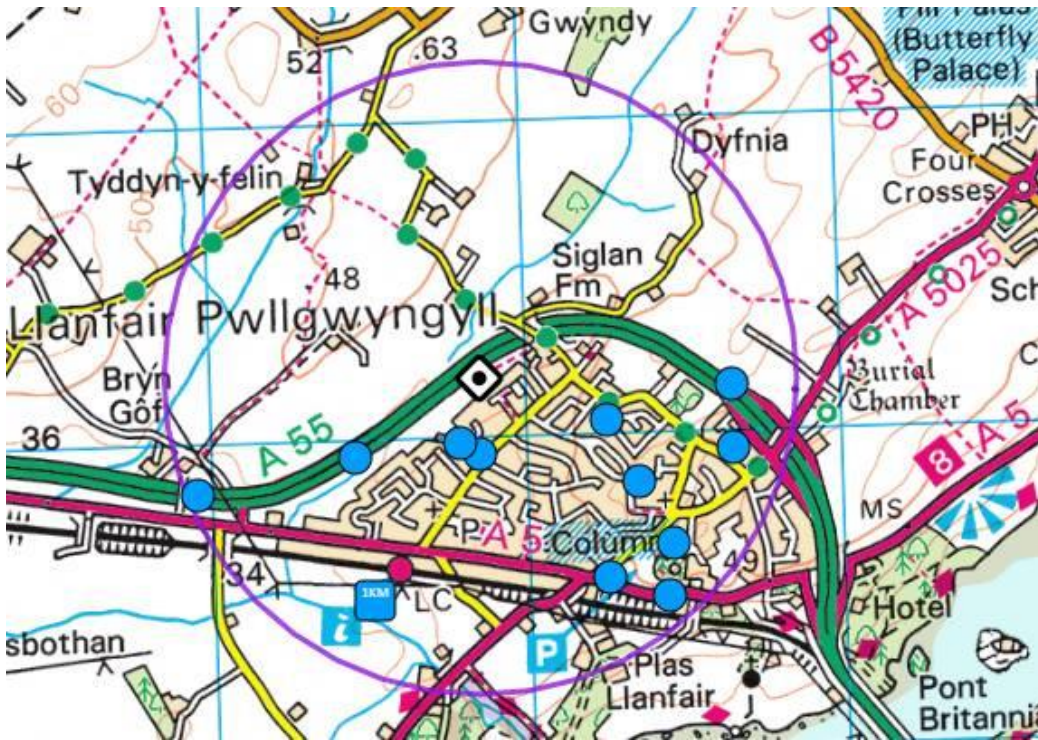 Gwyndy
.63
52
(Butterfly
Palace)
B 5420
60
PH
Dyfnia
Four
Crosses
Tyddyn-y-felin
50
Siglan
Fm
48
A 5025
Sch
Llanfair Pwllgwyngyll
Bryn
Gôf
Burial
Chamber
36
A 55
8
A 5
MS
P
A 5
Column
49
34
1KM
LC
i
Hotel
sbothan
P
Plas
Llanfair
Pont
Britanni